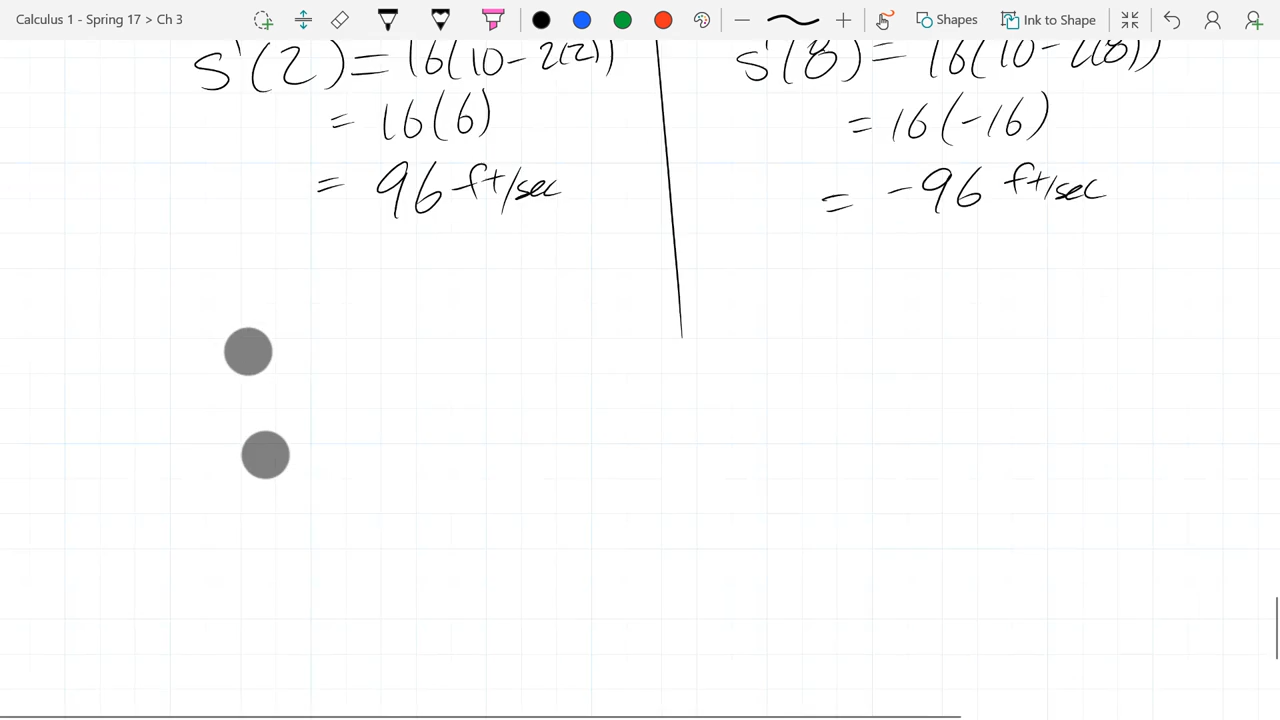 Calculus 1 - Spring 17 > Ch 3
Shapes
Ink to Shape
s'(2) = 16(10 - 2(2))
= 16(6)
= 96 ft/sec
s'(8) = 16(10 - 2(8))
= 16(-16)
= -96 ft/sec